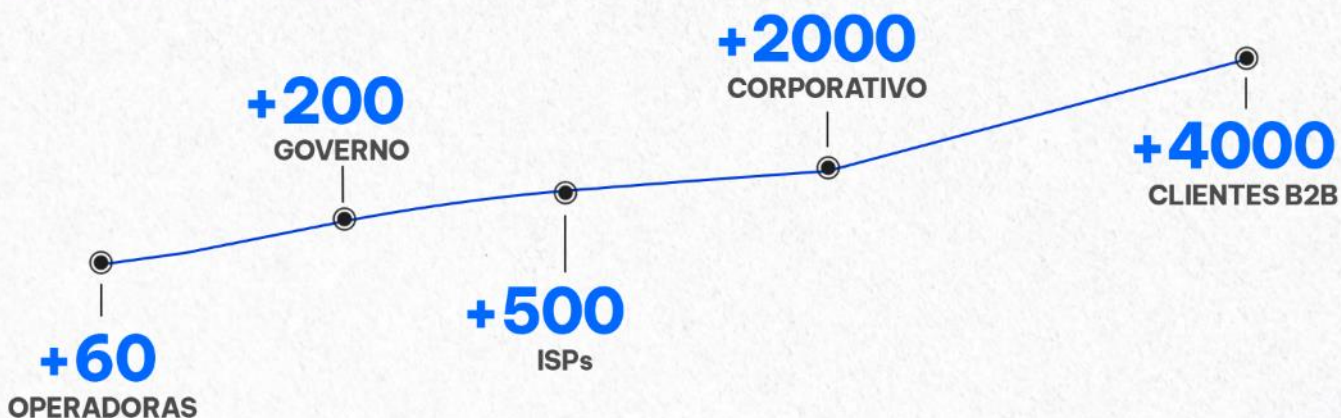 +60
OPERADORAS
+200
GOVERNO
+500
ISPs
+2000
CORPORATIVO
+4000
CLIENTES B2B